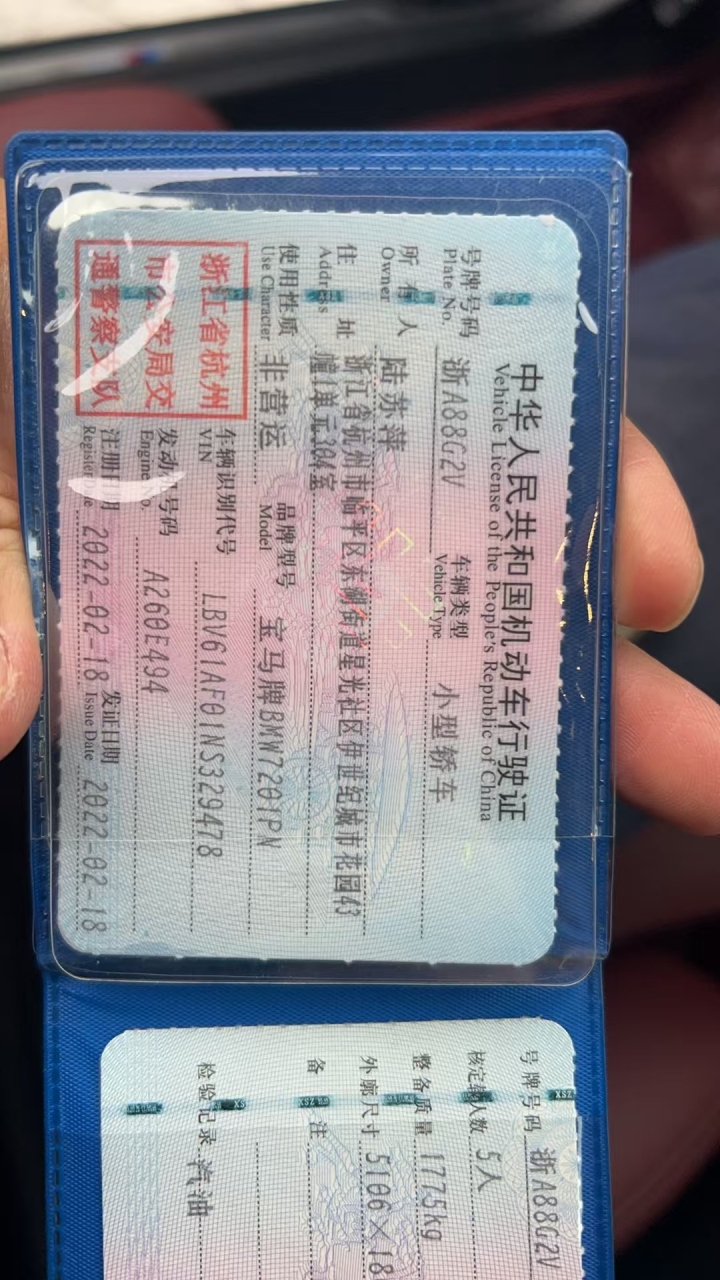 中华人民共和国机动车行驶证
Vehicle License of the People's Republic of China
号牌号码 Plate No. 浙A88G2V 车辆类型 Vehicle Type 小型轿车
所有人 Owner 陆苏萍
住址 Address 浙江省杭州市临平区东湖街道星光社区伊世纪城市花园43
幢1单元304室
使用性质 Use Character 非营运 品牌型号 Model 宝马牌BMW7201PN
车辆识别代号 VIN LBV61AF01NS329478
发动机号码 Engine No. A260E494
注册日期 Register Date 2022-02-18 发证日期 Issue Date 2022-02-18
浙江省杭州
市公安局交
通警察支队
号牌号码 浙A88G2V
核定载人数 5人
整备质量 1775kg
外廓尺寸 5106×18
备注
检验记录 汽油